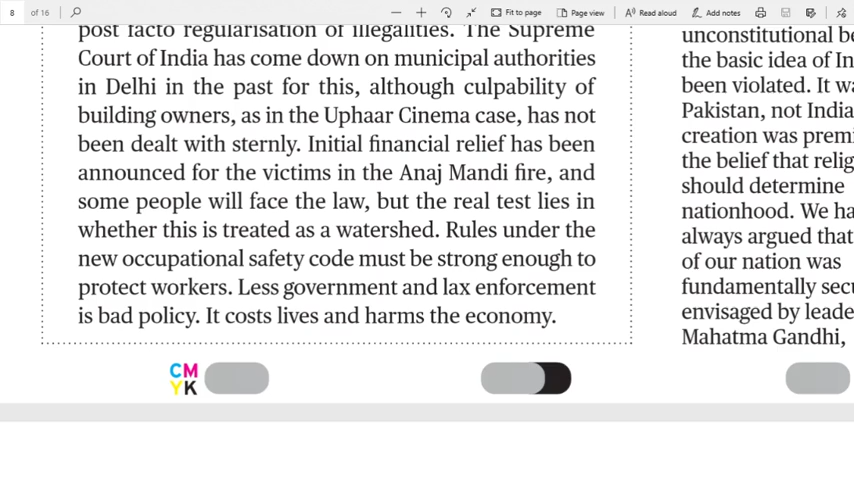 8 of 16 Fit to page Page view Read aloud Add notes
post facto regularisation of illegalities. The Supreme
Court of India has come down on municipal authorities
in Delhi in the past for this, although culpability of
building owners, as in the Uphaar Cinema case, has not
been dealt with sternly. Initial financial relief has been
announced for the victims in the Anaj Mandi fire, and
some people will face the law, but the real test lies in
whether this is treated as a watershed. Rules under the
new occupational safety code must be strong enough to
protect workers. Less government and lax enforcement
is bad policy. It costs lives and harms the economy.
CM
YK
unconstitutional be
the basic idea of In
been violated. It wa
Pakistan, not India
creation was premi
the belief that relig
should determine
nationhood. We ha
always argued that
of our nation was
fundamentally secu
envisaged by leade
Mahatma Gandhi,